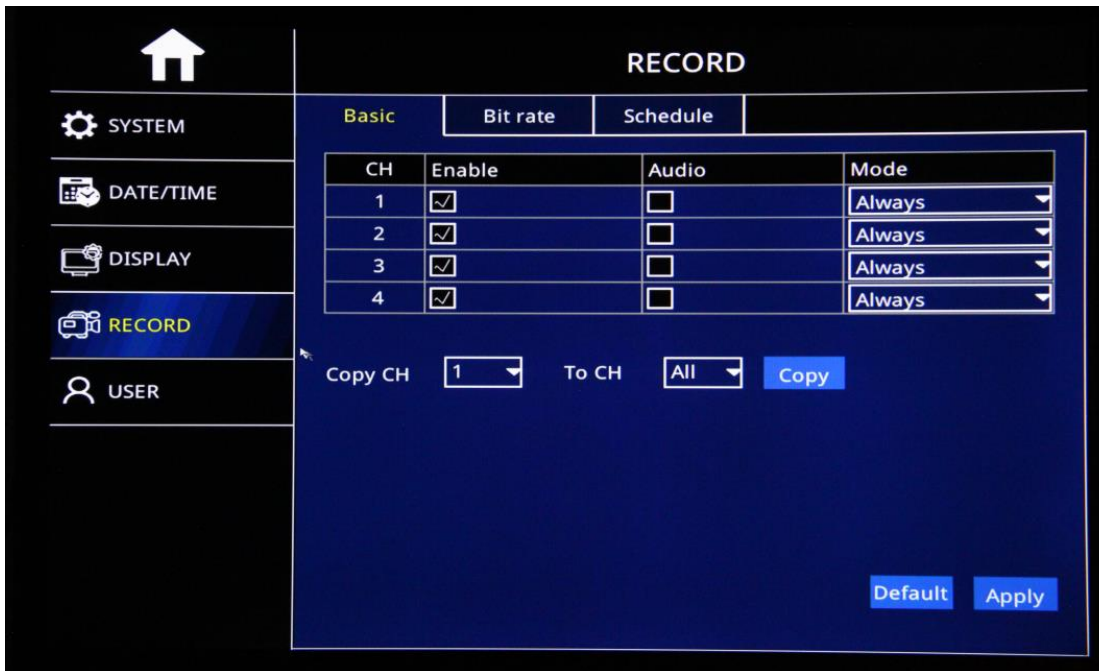 RECORD
SYSTEM
DATE/TIME
DISPLAY
RECORD
USER
Basic Bit rate Schedule
CH Enable Audio Mode
1 Always
2 Always
3 Always
4 Always
Copy CH 1 To CH All Copy
Default Apply